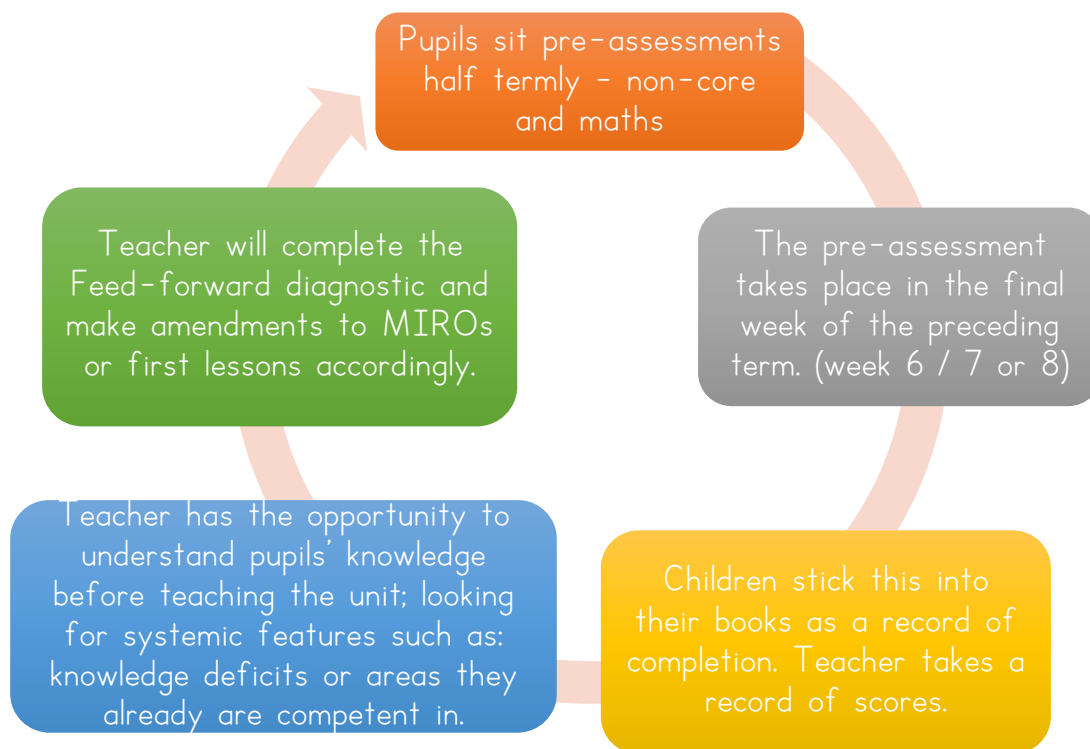 Pupils sit pre-assessments
half termly - non-core
and maths
The pre-assessment
takes place in the final
week of the preceding
term. (week 6 / 7 or 8)
Children stick this into
their books as a record of
completion. Teacher takes a
record of scores.
Teacher has the opportunity to
understand pupils' knowledge
before teaching the unit; looking
for systemic features such as:
knowledge deficits or areas they
already are competent in.
Teacher will complete the
Feed-forward diagnostic and
make amendments to MIROs
or first lessons accordingly.